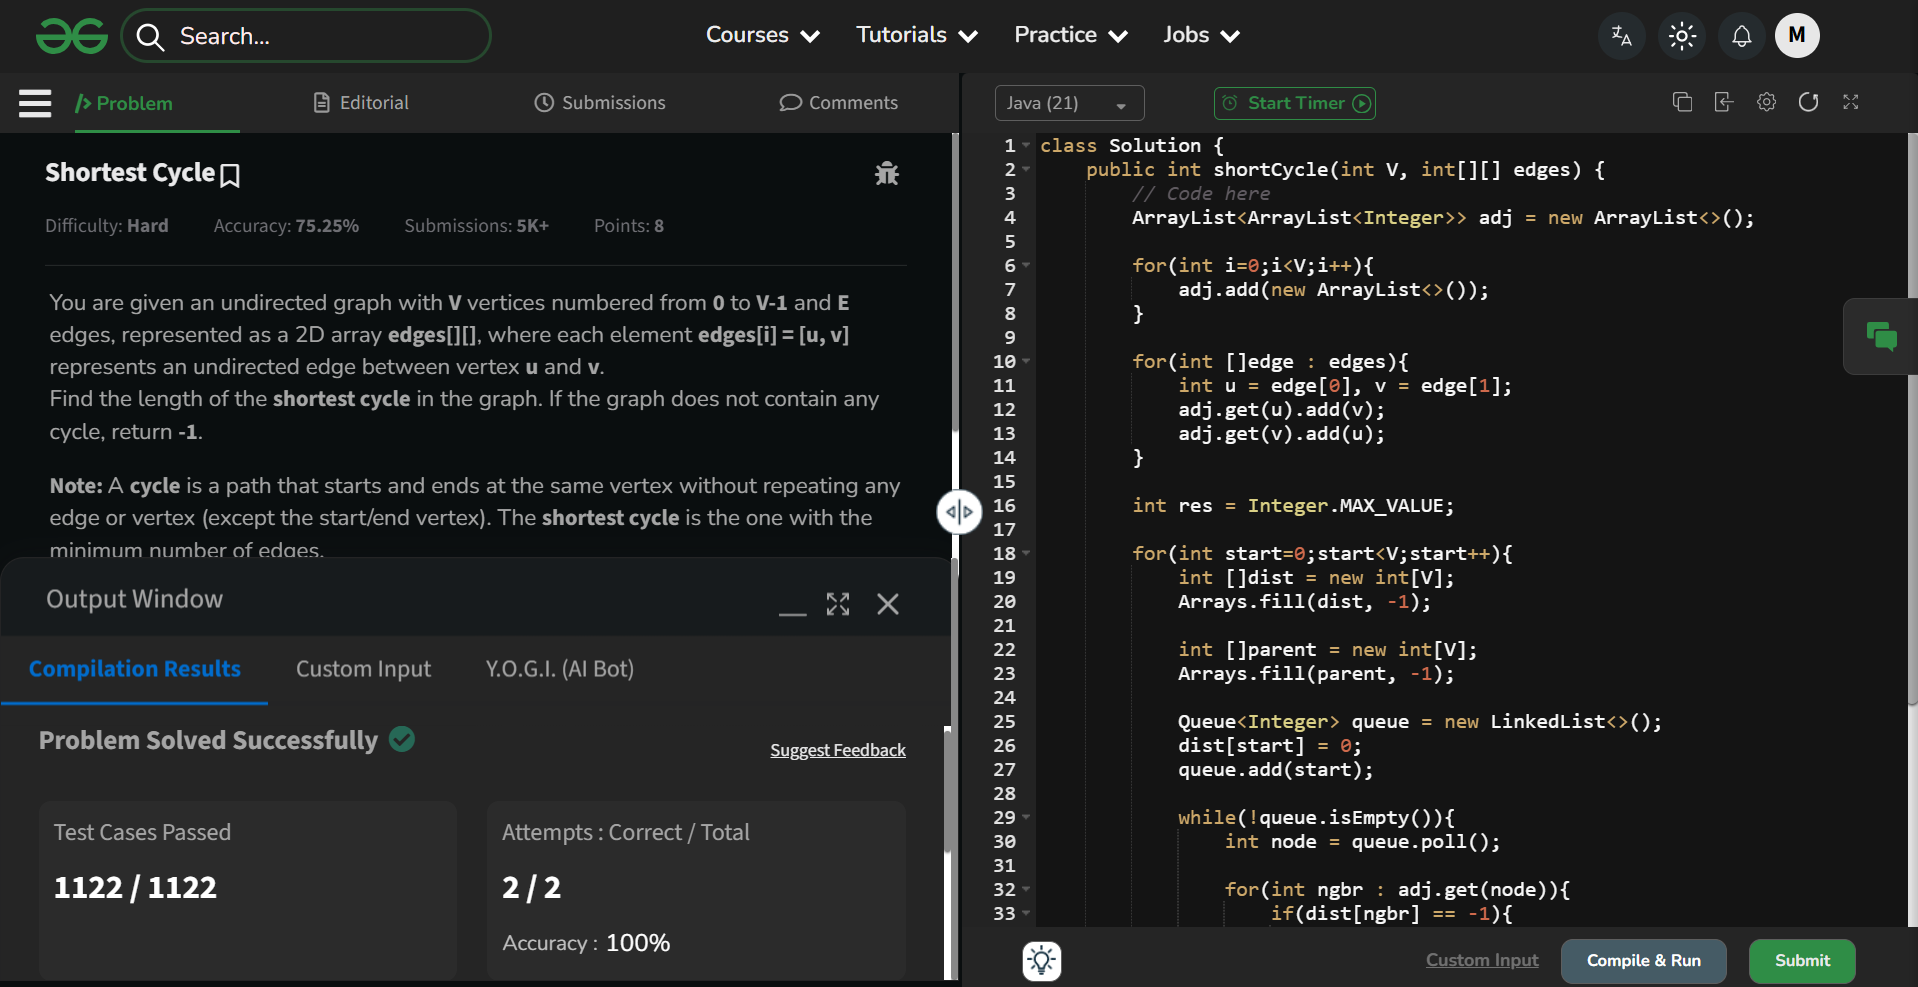 Search...
Courses
Tutorials
Practice
Jobs
M
Problem
Editorial
Submissions
Comments
Shortest Cycle
Difficulty: Hard
Accuracy: 75.25%
Submissions: 5K+
Points: 8
You are given an undirected graph with V vertices numbered from 0 to V-1 and E
edges, represented as a 2D array edges[][], where each element edges[i] = [u, v]
represents an undirected edge between vertex u and v.
Find the length of the shortest cycle in the graph. If the graph does not contain any
cycle, return -1.
Note: A cycle is a path that starts and ends at the same vertex without repeating any
edge or vertex (except the start/end vertex). The shortest cycle is the one with the
minimum number of edges.
Output Window
Compilation Results
Custom Input
Y.O.G.I. (AI Bot)
Problem Solved Successfully
Suggest Feedback
Test Cases Passed
1122 / 1122
Attempts : Correct / Total
2 / 2
Accuracy : 100%
Java (21)
Start Timer
1 class Solution {
2 public int shortCycle(int V, int[][] edges) {
3 // Code here
4 ArrayList<ArrayList<Integer>> adj = new ArrayList<>();
5
6 for(int i=0;i<V;i++){
7 adj.add(new ArrayList<>());
8 }
9
10 for(int []edge : edges){
11 int u = edge[0], v = edge[1];
12 adj.get(u).add(v);
13 adj.get(v).add(u);
14 }
15
16 int res = Integer.MAX_VALUE;
17
18 for(int start=0;start<V;start++){
19 int []dist = new int[V];
20 Arrays.fill(dist, -1);
21
22 int []parent = new int[V];
23 Arrays.fill(parent, -1);
24
25 Queue<Integer> queue = new LinkedList<>();
26 dist[start] = 0;
27 queue.add(start);
28
29 while(!queue.isEmpty()){
30 int node = queue.poll();
31
32 for(int ngbr : adj.get(node)){
33 if(dist[ngbr] == -1){
Custom Input
Compile & Run
Submit